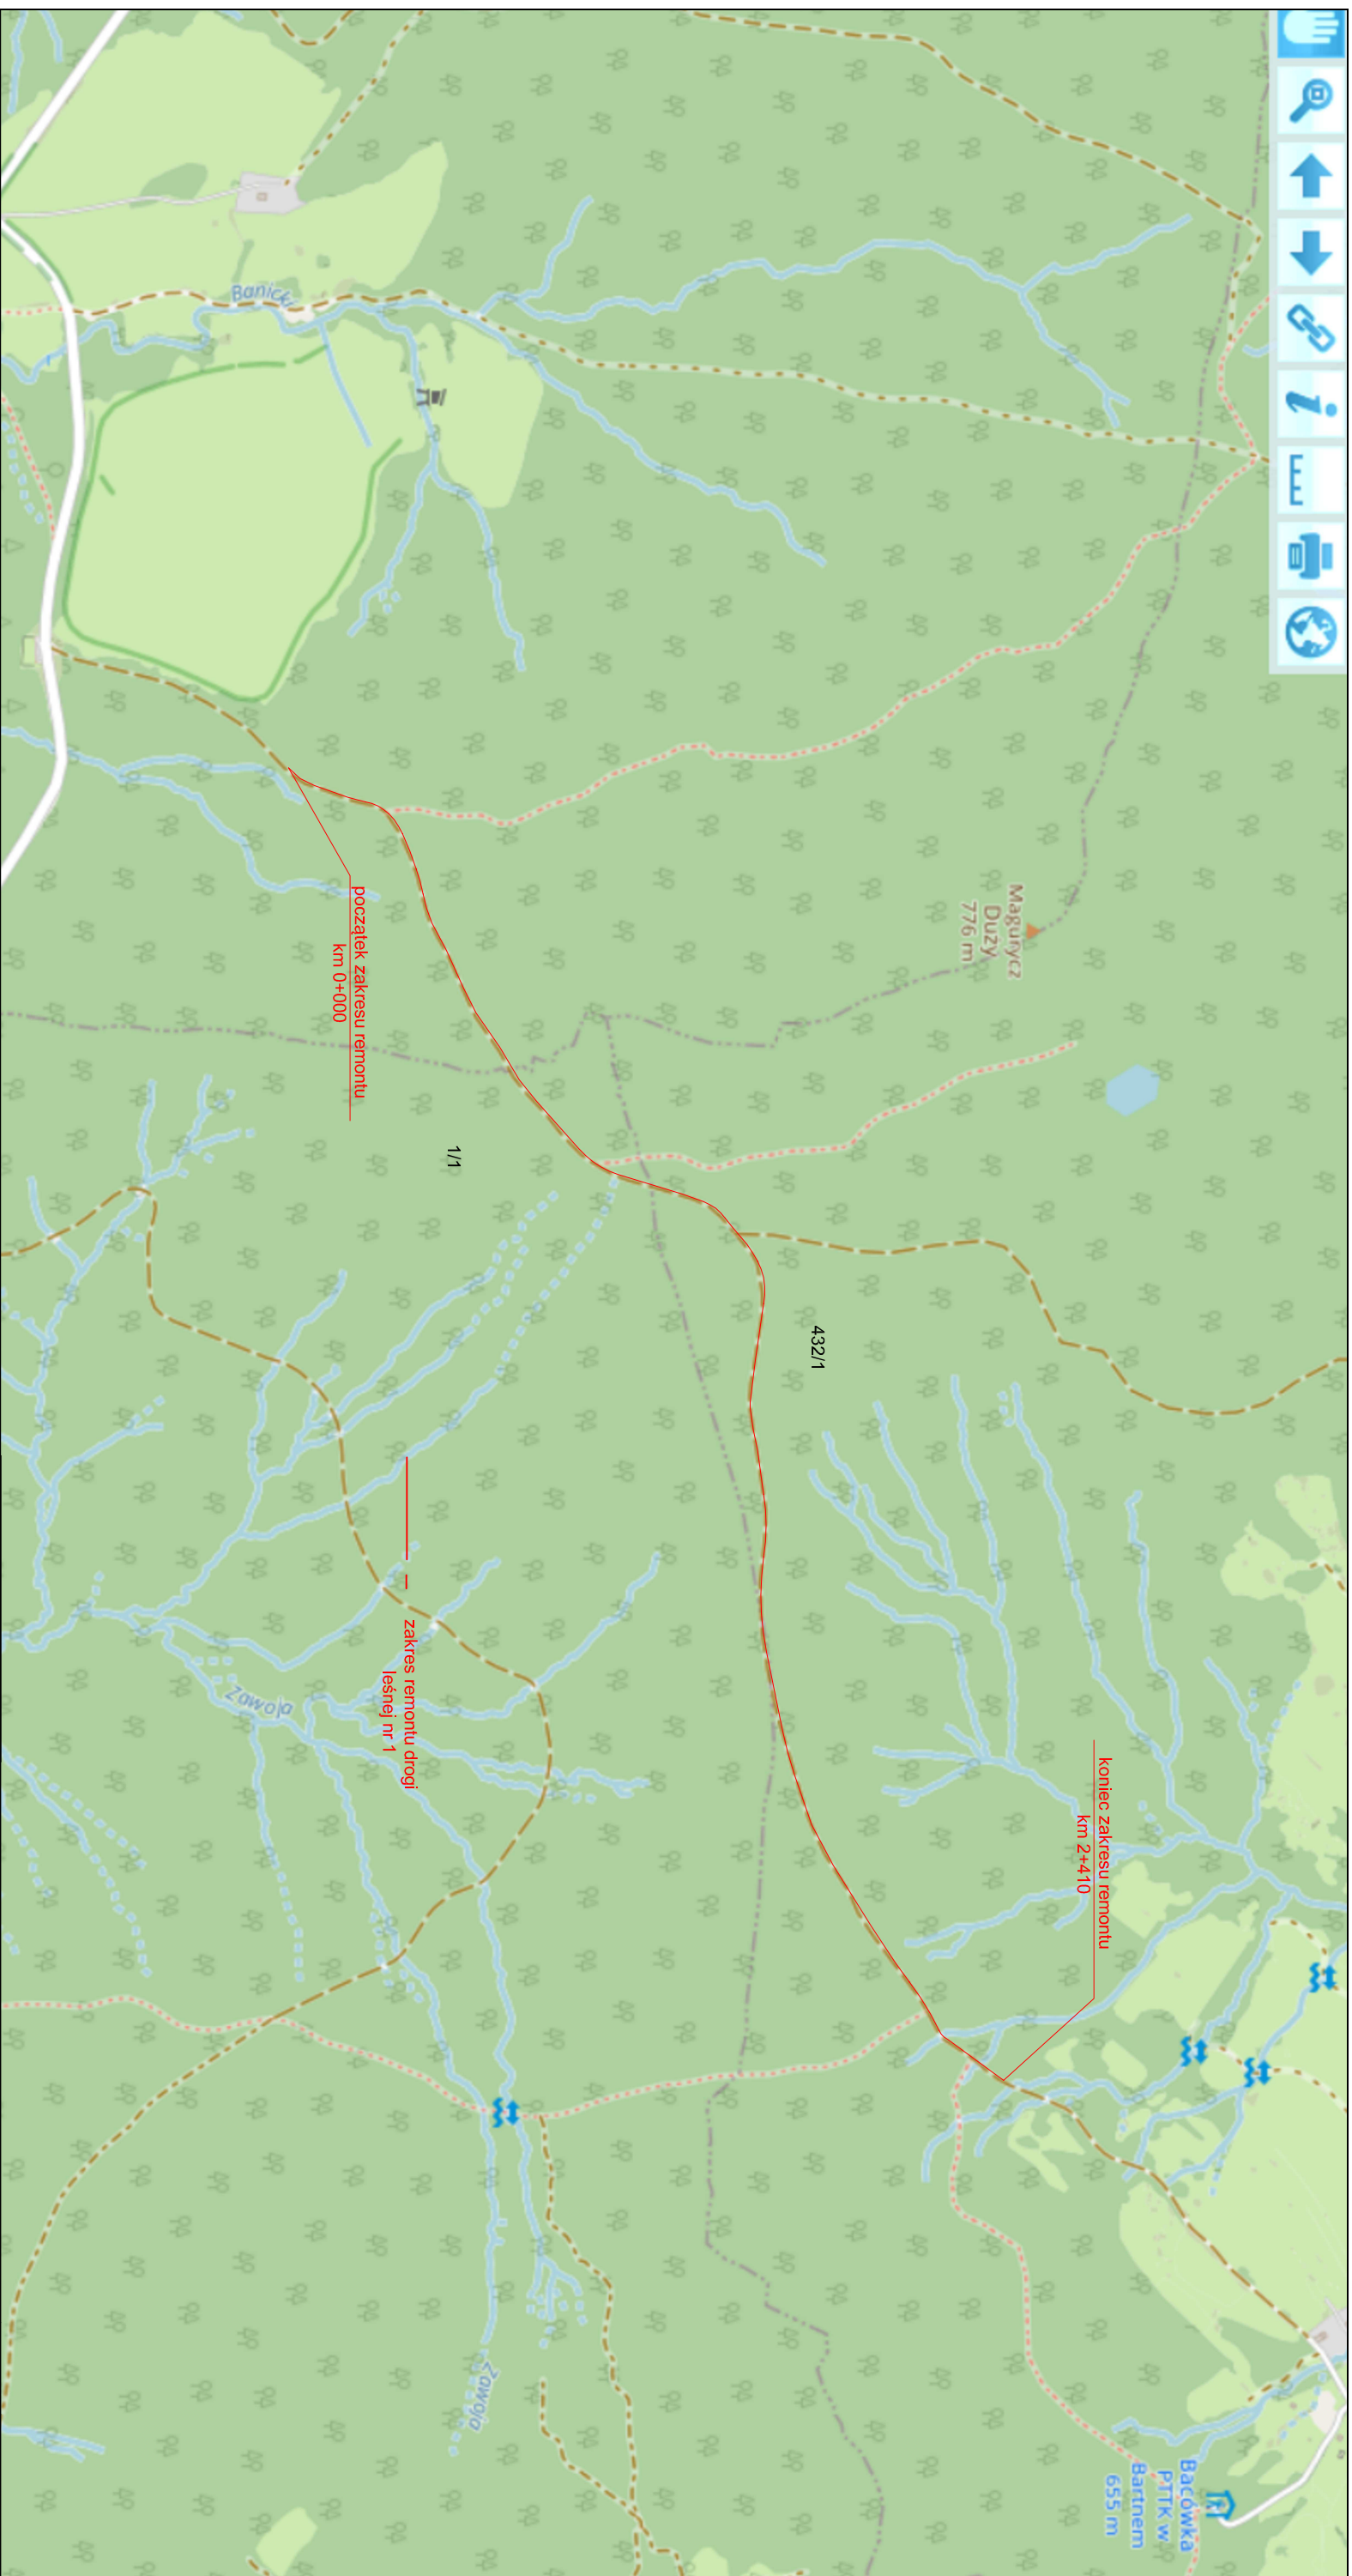 Banicki
Magurycz
Duży
776 m
początek zakresu remontu
km 0+000
1/1
432/1
zakres remontu drogi
leśnej nr 1
koniec zakresu remontu
km 2+410
Zawoja
Zawoja
Bacówka
PTTK w
Bartnem
655 m